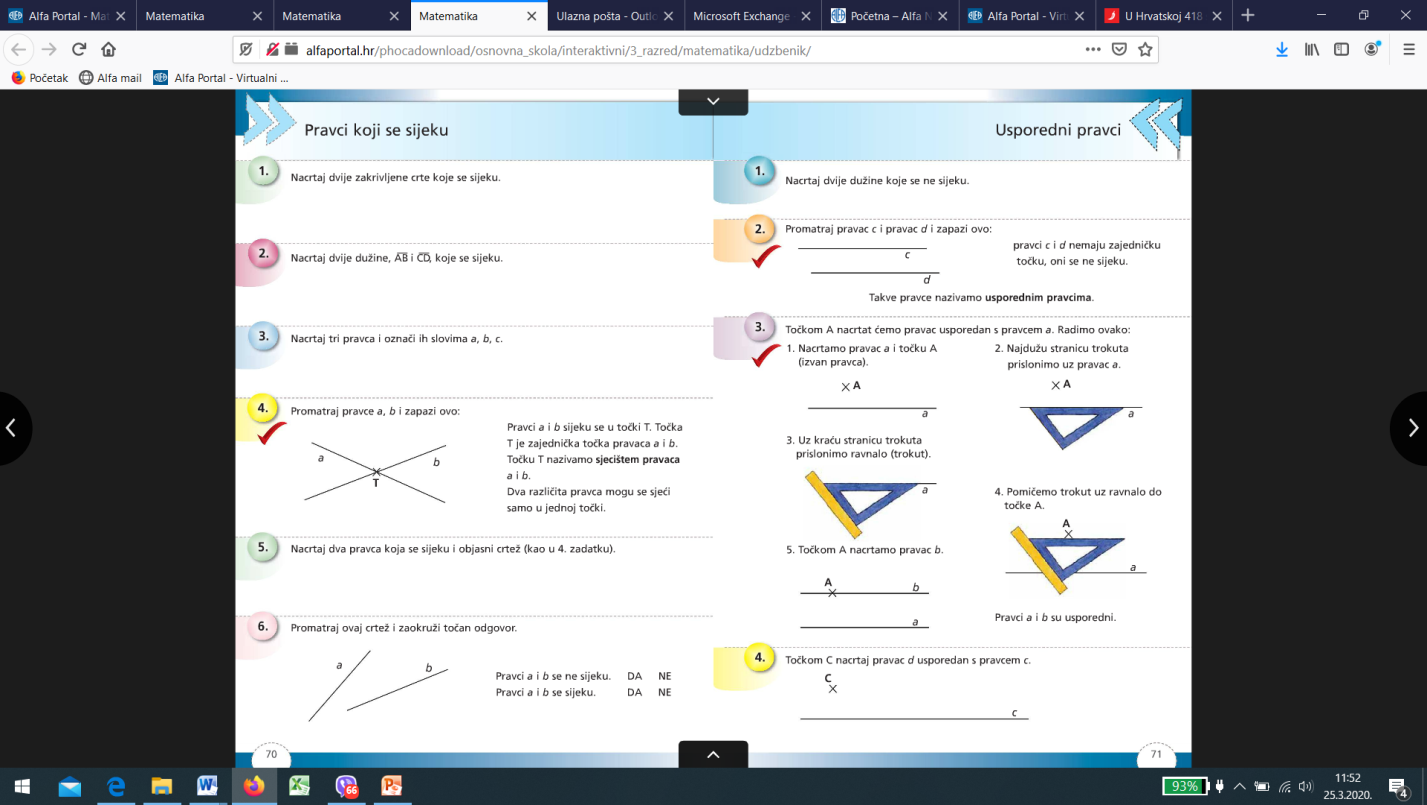 Alfa Portal - Mat
Matematika
Matematika
Matematika
Ulazna pošta - Outlo
Microsoft Exchange
Početna – Alfa N
Alfa Portal - Virt
U Hrvatskoj 418
alfaportal.hr/phocadownload/osnovna_skola/interaktivni/3_razred/matematika/udzbenik/
Početak
Alfa mail
Alfa Portal - Virtualni ...
Pravci koji se sijeku
1.
Nacrtaj dvije zakrivljene crte koje se sijeku.
2.
Nacrtaj dvije dužine, A̅B̅ i C̅D̅, koje se sijeku.
3.
Nacrtaj tri pravca i označi ih slovima a, b, c.
4.
Promatraj pravce a, b i zapazi ovo:
a
b
T
Pravci a i b sijeku se u točki T. Točka
T je zajednička točka pravaca a i b.
Točku T nazivamo sjecištem pravaca
a i b.
Dva različita pravca mogu se sjeći
samo u jednoj točki.
5.
Nacrtaj dva pravca koja se sijeku i objasni crtež (kao u 4. zadatku).
6.
Promatraj ovaj crtež i zaokruži točan odgovor.
a
b
Pravci a i b se ne sijeku. DA NE
Pravci a i b se sijeku. DA NE
70
Usporedni pravci
1.
Nacrtaj dvije dužine koje se ne sijeku.
2.
Promatraj pravac c i pravac d i zapazi ovo:
c
d
pravci c i d nemaju zajedničku
točku, oni se ne sijeku.
Takve pravce nazivamo usporednim pravcima.
3.
Točkom A nacrtat ćemo pravac usporedan s pravcem a. Radimo ovako:
1. Nacrtamo pravac a i točku A
(izvan pravca).
A
a
2. Najdužu stranicu trokuta
prislonimo uz pravac a.
A
a
3. Uz kraću stranicu trokuta
prislonimo ravnalo (trokut).
a
4. Pomičemo trokut uz ravnalo do
točke A.
A
a
5. Točkom A nacrtamo pravac b.
A
b
a
Pravci a i b su usporedni.
4.
Točkom C nacrtaj pravac d usporedan s pravcem c.
C
c
71
66
93%
11:52
25.3.2020.
4